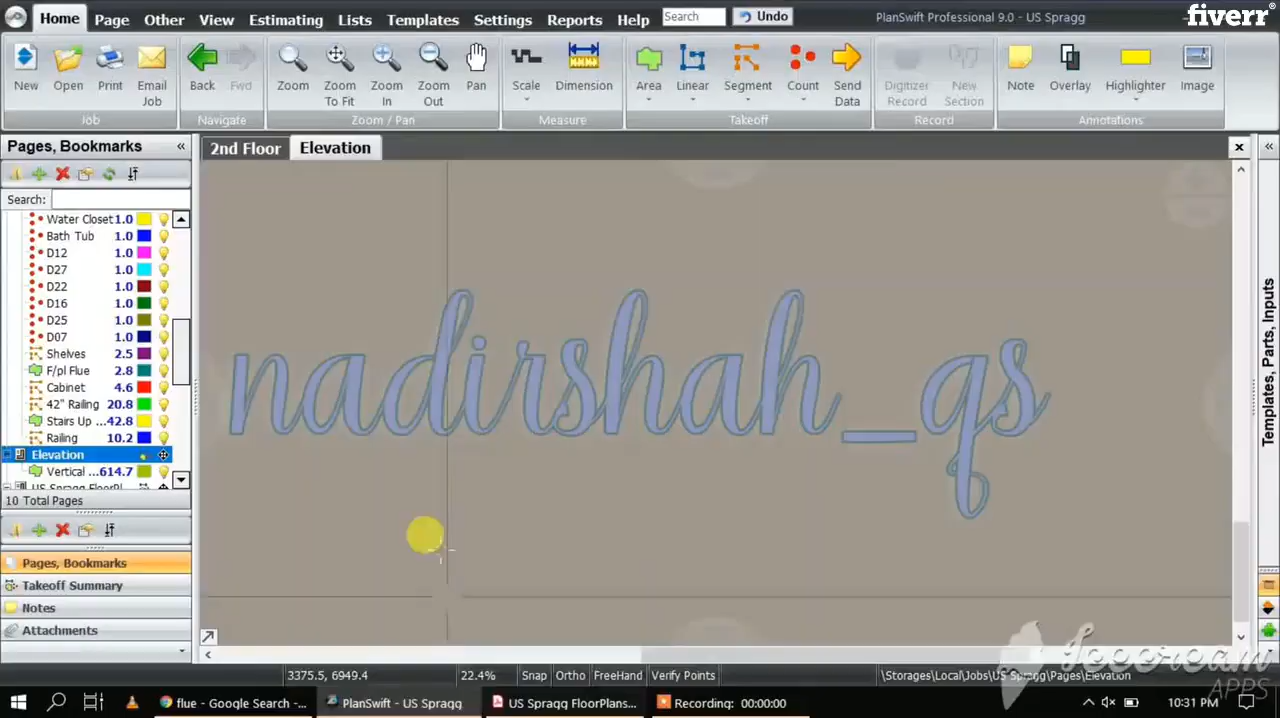 Home Page Other View Estimating Lists Templates Settings Reports Help Search Undo PlanSwift Professional 9.0 - US Spragg fiverr®
New Open Print Email Job Back Fwd Zoom Zoom To Fit Zoom In Zoom Out Pan Scale Dimension Area Linear Segment Count Send Data Digitizer Record New Section Note Overlay Highlighter Image
Job Navigate Zoom / Pan Measure Takeoff Record Annotations
Pages, Bookmarks « 2nd Floor Elevation
Search:
Water Closet 1.0
Bath Tub 1.0
D12 1.0
D27 1.0
D22 1.0
D16 1.0
D25 1.0
D07 1.0
Shelves 2.5
F/pl Flue 2.8
Cabinet 4.6
42" Railing 20.8
Stairs Up ...42.8
Railing 10.2
Elevation
Vertical ...614.7
US Spragg FloorPl...
10 Total Pages
Pages, Bookmarks
Takeoff Summary
Notes
Attachments
nadirshah_qs
Templates, Parts, Inputs
3375.5, 6949.4 22.4% Snap Ortho FreeHand Verify Points \Storages\Local\Jobs\US Spragg\Pages\Elevation
Icecream
APPS
flue - Google Search -... PlanSwift - US Spragg US Spragg FloorPlans... Recording: 00:00:00 10:31 PM